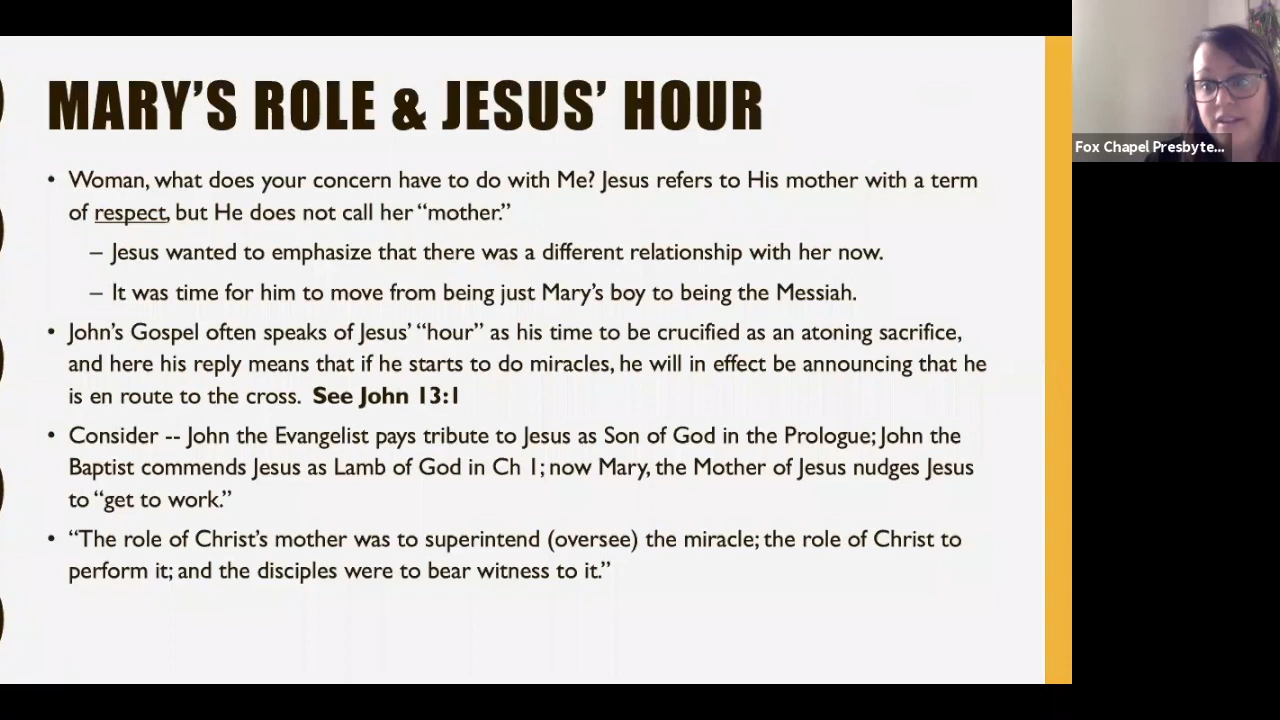 MARY’S ROLE & JESUS’ HOUR
• Woman, what does your concern have to do with Me? Jesus refers to His mother with a term
of respect, but He does not call her “mother.”
– Jesus wanted to emphasize that there was a different relationship with her now.
– It was time for him to move from being just Mary’s boy to being the Messiah.
• John’s Gospel often speaks of Jesus’ “hour” as his time to be crucified as an atoning sacrifice,
and here his reply means that if he starts to do miracles, he will in effect be announcing that he
is en route to the cross. See John 13:1
• Consider -- John the Evangelist pays tribute to Jesus as Son of God in the Prologue; John the
Baptist commends Jesus as Lamb of God in Ch 1; now Mary, the Mother of Jesus nudges Jesus
to “get to work.”
• “The role of Christ’s mother was to superintend (oversee) the miracle; the role of Christ to
perform it; and the disciples were to bear witness to it.”
Fox Chapel Presbyte...